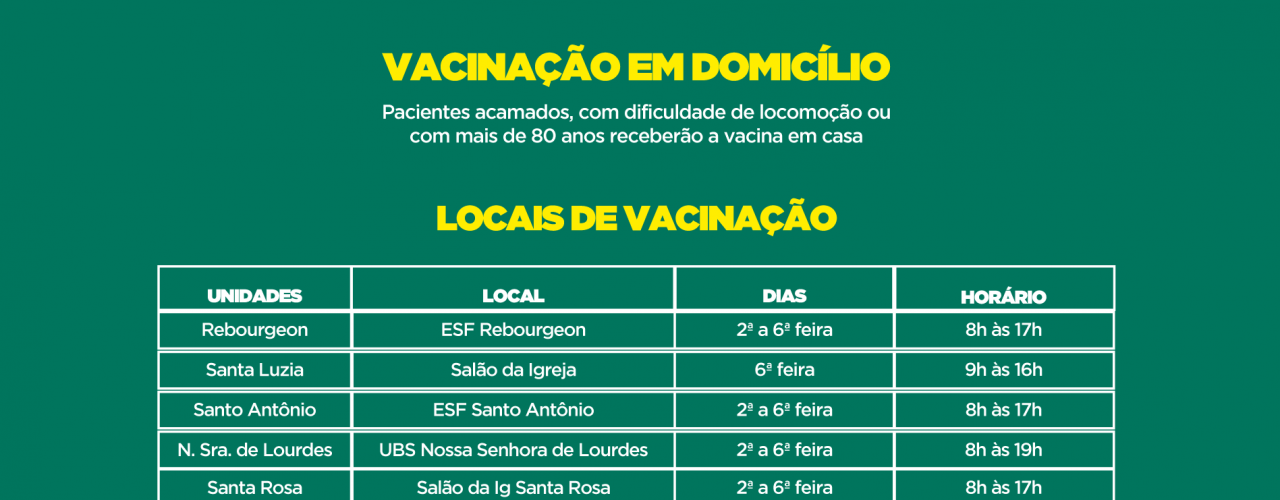 VACINAÇÃO EM DOMICÍLIO
Pacientes acamados, com dificuldade de locomoção ou
com mais de 80 anos receberão a vacina em casa
LOCAIS DE VACINAÇÃO
UNIDADES LOCAL DIAS HORÁRIO
Rebourgeon ESF Rebourgeon 2ª a 6ª feira 8h às 17h
Santa Luzia Salão da Igreja 6ª feira 9h às 16h
Santo Antônio ESF Santo Antônio 2ª a 6ª feira 8h às 17h
N. Sra. de Lourdes UBS Nossa Senhora de Lourdes 2ª a 6ª feira 8h às 19h
Santa Rosa Salão da Ig Santa Rosa 2ª a 6ª feira 8h às 17h